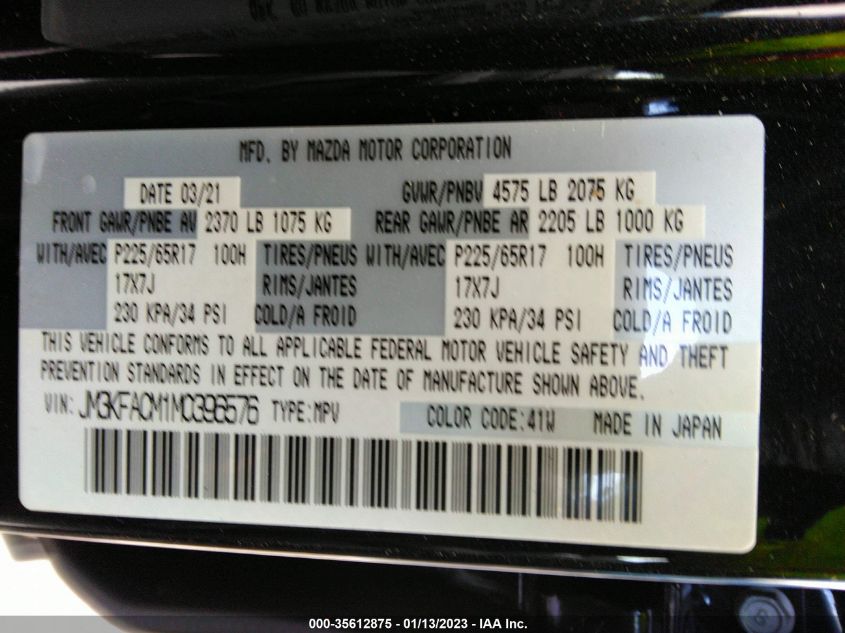 MFD. BY MAZDA MOTOR CORPORATION
DATE 03/21 GVWR/PNBV 4575 LB 2075 KG
FRONT GAWR/PNBE AV 2370 LB 1075 KG REAR GAWR/PNBE AR 2205 LB 1000 KG
WITH/AVEC P225/65R17 100H TIRES/PNEUS WITH/AVEC P225/65R17 100H TIRES/PNEUS
17X7J RIMS/JANTES 17X7J RIMS/JANTES
230 KPA/34 PSI COLD/A FROID 230 KPA/34 PSI COLD/A FROID
THIS VEHICLE CONFORMS TO ALL APPLICABLE FEDERAL MOTOR VEHICLE SAFETY AND THEFT
PREVENTION STANDARDS IN EFFECT ON THE DATE OF MANUFACTURE SHOWN ABOVE.
VIN: JM3KFACM1M0396576 TYPE:MPV COLOR CODE:41W MADE IN JAPAN
000-35612875 - 01/13/2023 - IAA Inc.